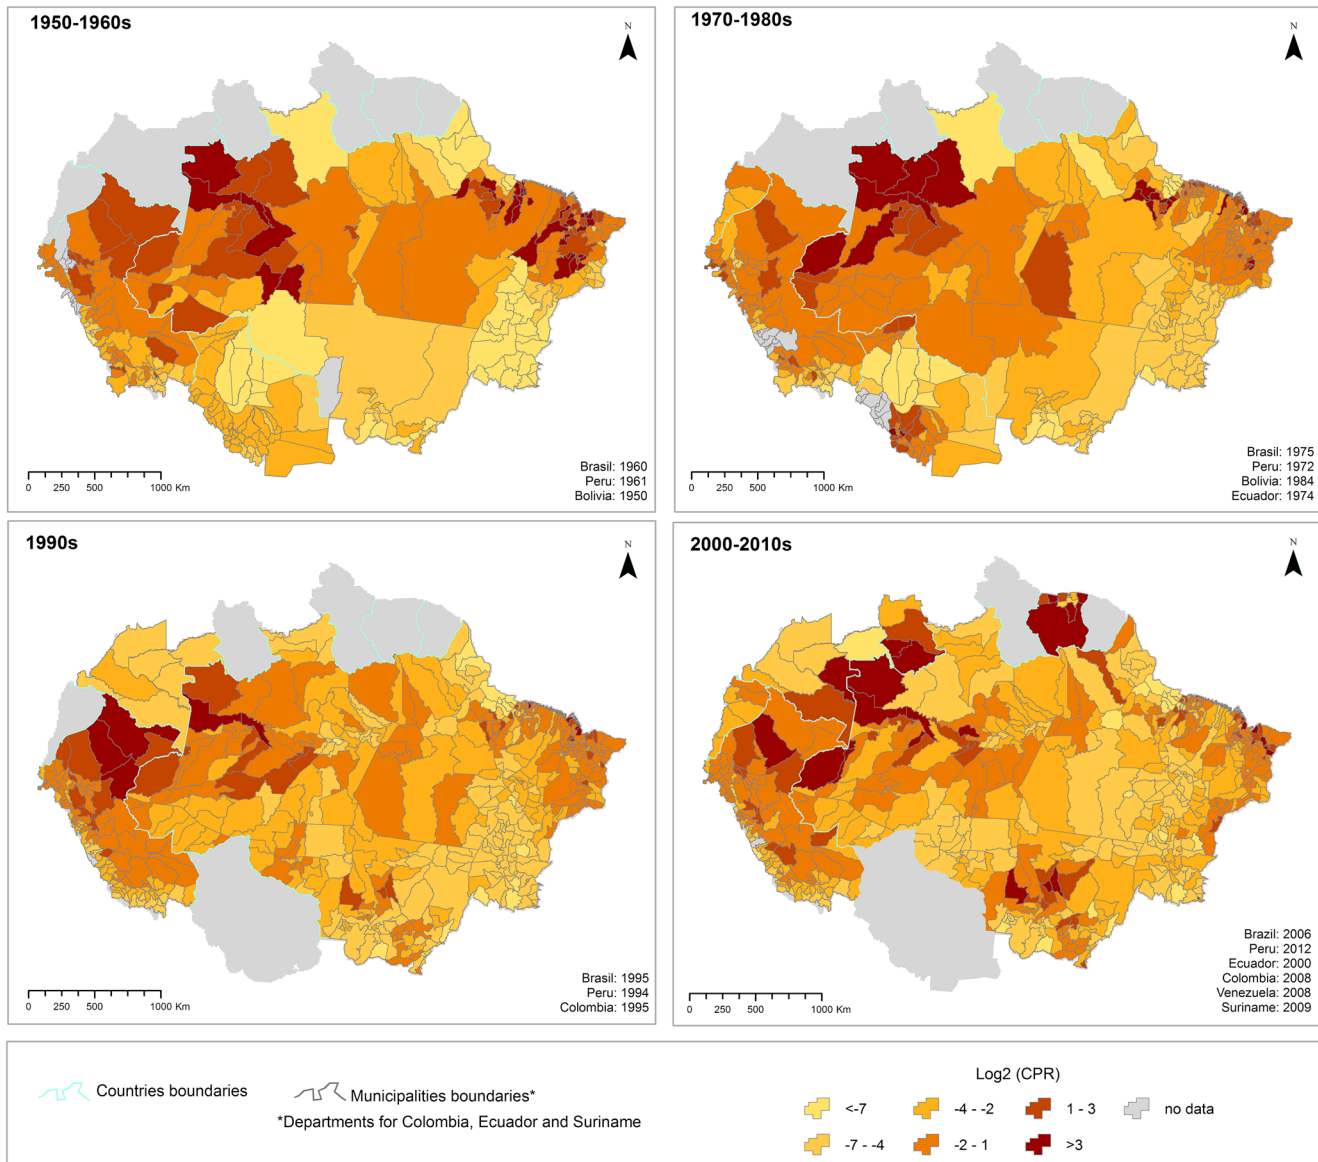 1950-1960s
N
0 250 500 1000 Km
Brasil: 1960
Peru: 1961
Bolivia: 1950
1970-1980s
N
0 250 500 1000 Km
Brasil: 1975
Peru: 1972
Bolivia: 1984
Ecuador: 1974
1990s
N
0 250 500 1000 Km
Brasil: 1995
Peru: 1994
Colombia: 1995
2000-2010s
N
0 250 500 1000 Km
Brazil: 2006
Peru: 2012
Ecuador: 2000
Colombia: 2008
Venezuela: 2008
Suriname: 2009
Countries boundaries
Municipalities boundaries*
*Departments for Colombia, Ecuador and Suriname
Log2 (CPR)
<-7 -4 - -2 1 - 3 no data
-7 - -4 -2 - 1 >3